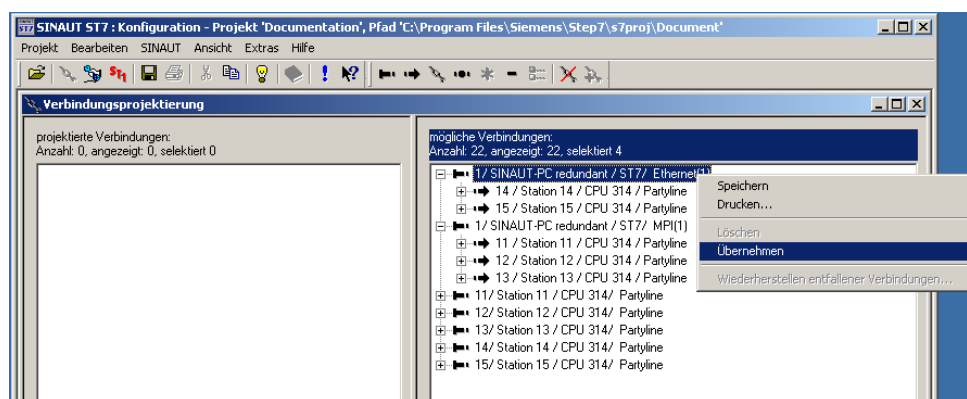 SINAUT ST7 : Konfiguration - Projekt 'Documentation', Pfad 'C:\Program Files\Siemens\Step7\s7proj\Document'
Projekt Bearbeiten SINAUT Ansicht Extras Hilfe
Verbindungsprojektierung
projektierte Verbindungen:
Anzahl: 0, angezeigt: 0, selektiert 0
mögliche Verbindungen:
Anzahl: 22, angezeigt: 22, selektiert 4
1/ SINAUT-PC redundant / ST7/ Ethernet(1)
14 / Station 14 / CPU 314 / Partyline
15 / Station 15 / CPU 314 / Partyline
1/ SINAUT-PC redundant / ST7/ MPI(1)
11 / Station 11 / CPU 314 / Partyline
12 / Station 12 / CPU 314 / Partyline
13 / Station 13 / CPU 314 / Partyline
11/ Station 11 / CPU 314/ Partyline
12/ Station 12 / CPU 314/ Partyline
13/ Station 13 / CPU 314/ Partyline
14/ Station 14 / CPU 314/ Partyline
15/ Station 15 / CPU 314/ Partyline
Speichern
Drucken...
Löschen
Übernehmen
Wiederherstellen entfallener Verbindungen...